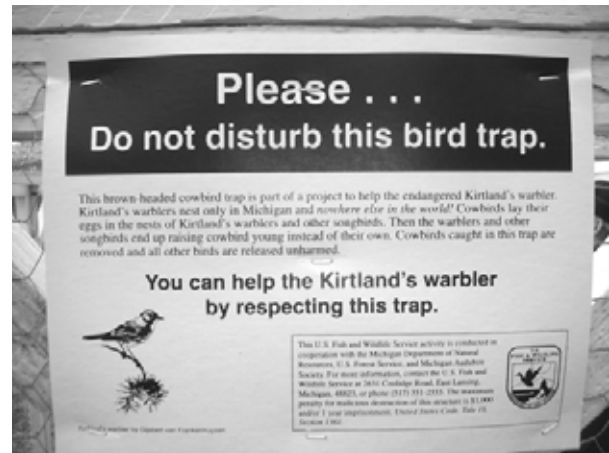 Please . . .
Do not disturb this bird trap.
This brown-headed cowbird trap is part of a project to help the endangered Kirtland's warbler.
Kirtland's warblers nest only in Michigan and nowhere else in the world! Cowbirds lay their
eggs in the nests of Kirtland's warblers and other songbirds. Then the warblers and other
songbirds end up raising cowbird young instead of their own. Cowbirds caught in this trap are
removed and all other birds are released unharmed.
You can help the Kirtland's warbler
by respecting this trap.
This U.S. Fish and Wildlife Service activity is conducted in
cooperation with the Michigan Department of Natural
Resources, U.S. Forest Service, and Michigan Audubon
Society. For more information, contact the U.S. Fish and
Wildlife Service at 2651 Coolidge Road, East Lansing,
Michigan, 48823, or phone (517) 351-2555. The maximum
penalty for malicious destruction of this structure is $1,000
and/or 1 year imprisonment. United States Code, Title 18,
Section 1361.
U.S.
FISH & WILDLIFE
SERVICE
Kirtland's warbler by